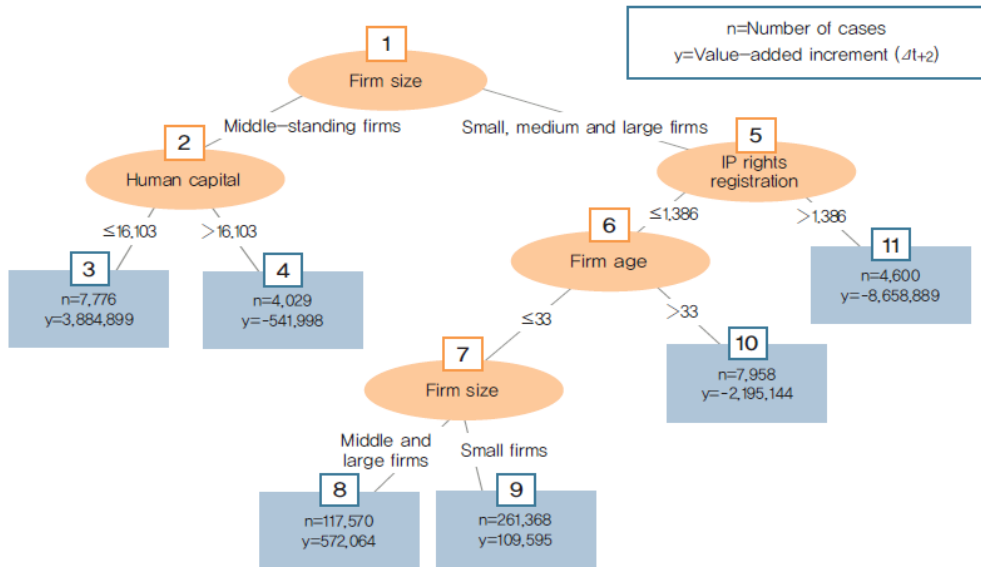 n=Number of cases
y=Value-added increment (Δt+2)
1
Firm size
Middle-standing firms
Small, medium and large firms
2
Human capital
5
IP rights
registration
≤16,103
>16,103
≤1,386
>1,386
3
n=7,776
y=3,884,899
4
n=4,029
y=-541,998
6
Firm age
11
n=4,600
y=-8,658,889
≤33
>33
7
Firm size
10
n=7,958
y=-2,195,144
Middle and
large firms
Small firms
8
n=117,570
y=572,064
9
n=261,368
y=109,595